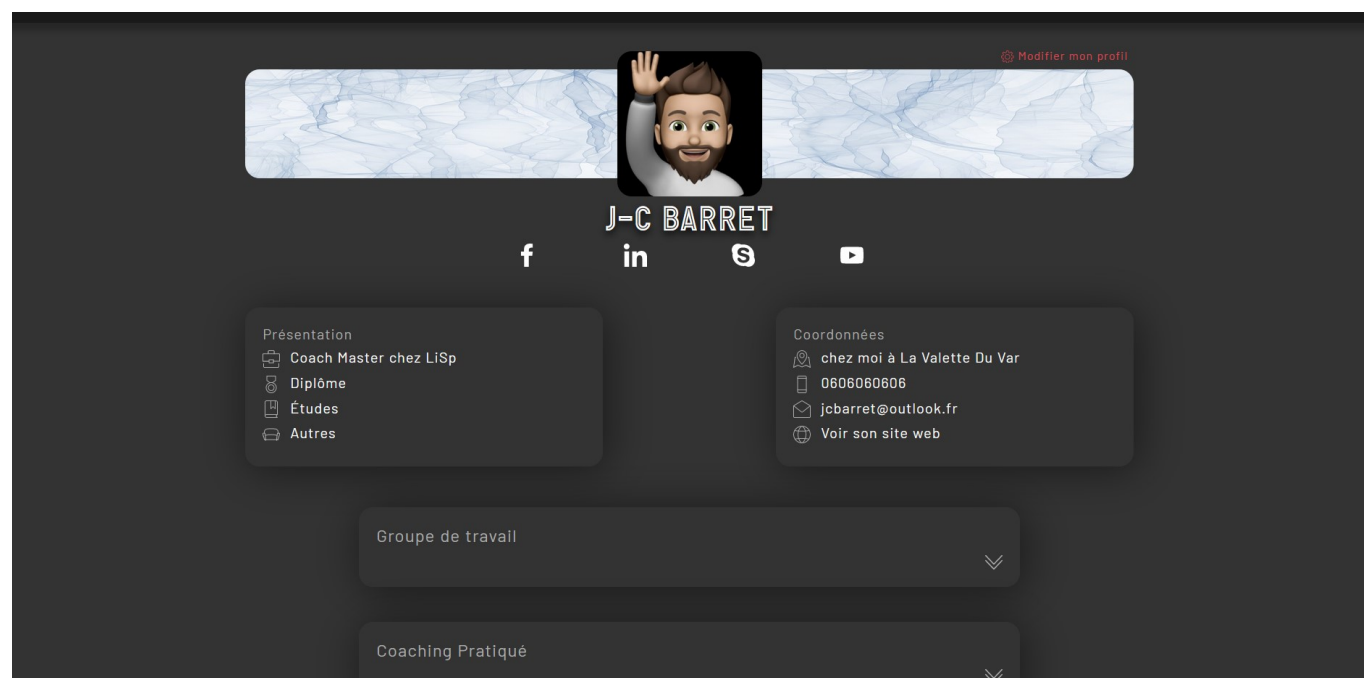 Modifier mon profil
J-C BARRET
Présentation
Coach Master chez LiSp
Diplôme
Études
Autres
Coordonnées
chez moi à La Valette Du Var
0606060606
jcbarret@outlook.fr
Voir son site web
Groupe de travail
Coaching Pratiqué